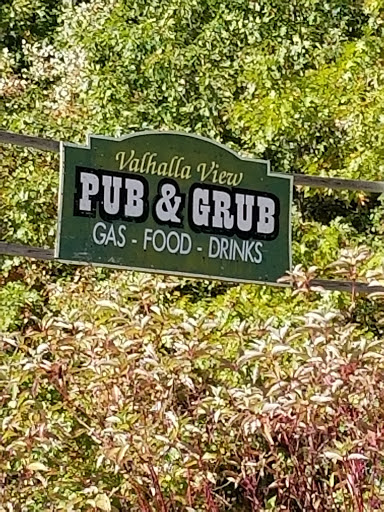 Valhalla View
PUB & GRUB
GAS - FOOD - DRINKS